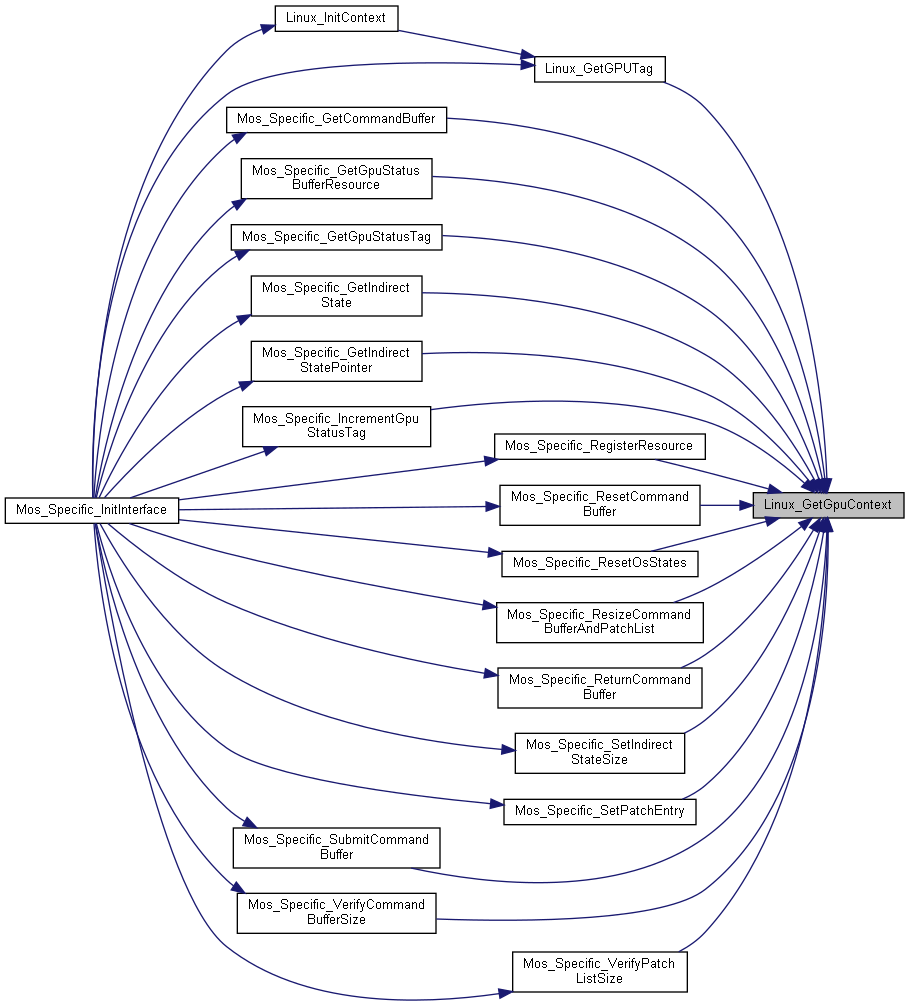 Linux_InitContext
Linux_GetGPUTag
Mos_Specific_GetCommandBuffer
Mos_Specific_GetGpuStatus
BufferResource
Mos_Specific_GetGpuStatusTag
Mos_Specific_GetIndirect
State
Mos_Specific_GetIndirect
StatePointer
Mos_Specific_IncrementGpu
StatusTag
Mos_Specific_RegisterResource
Mos_Specific_ResetCommand
Buffer
Linux_GetGpuContext
Mos_Specific_InitInterface
Mos_Specific_ResetOsStates
Mos_Specific_ResizeCommand
BufferAndPatchList
Mos_Specific_ReturnCommand
Buffer
Mos_Specific_SetIndirect
StateSize
Mos_Specific_SetPatchEntry
Mos_Specific_SubmitCommand
Buffer
Mos_Specific_VerifyCommand
BufferSize
Mos_Specific_VerifyPatch
ListSize